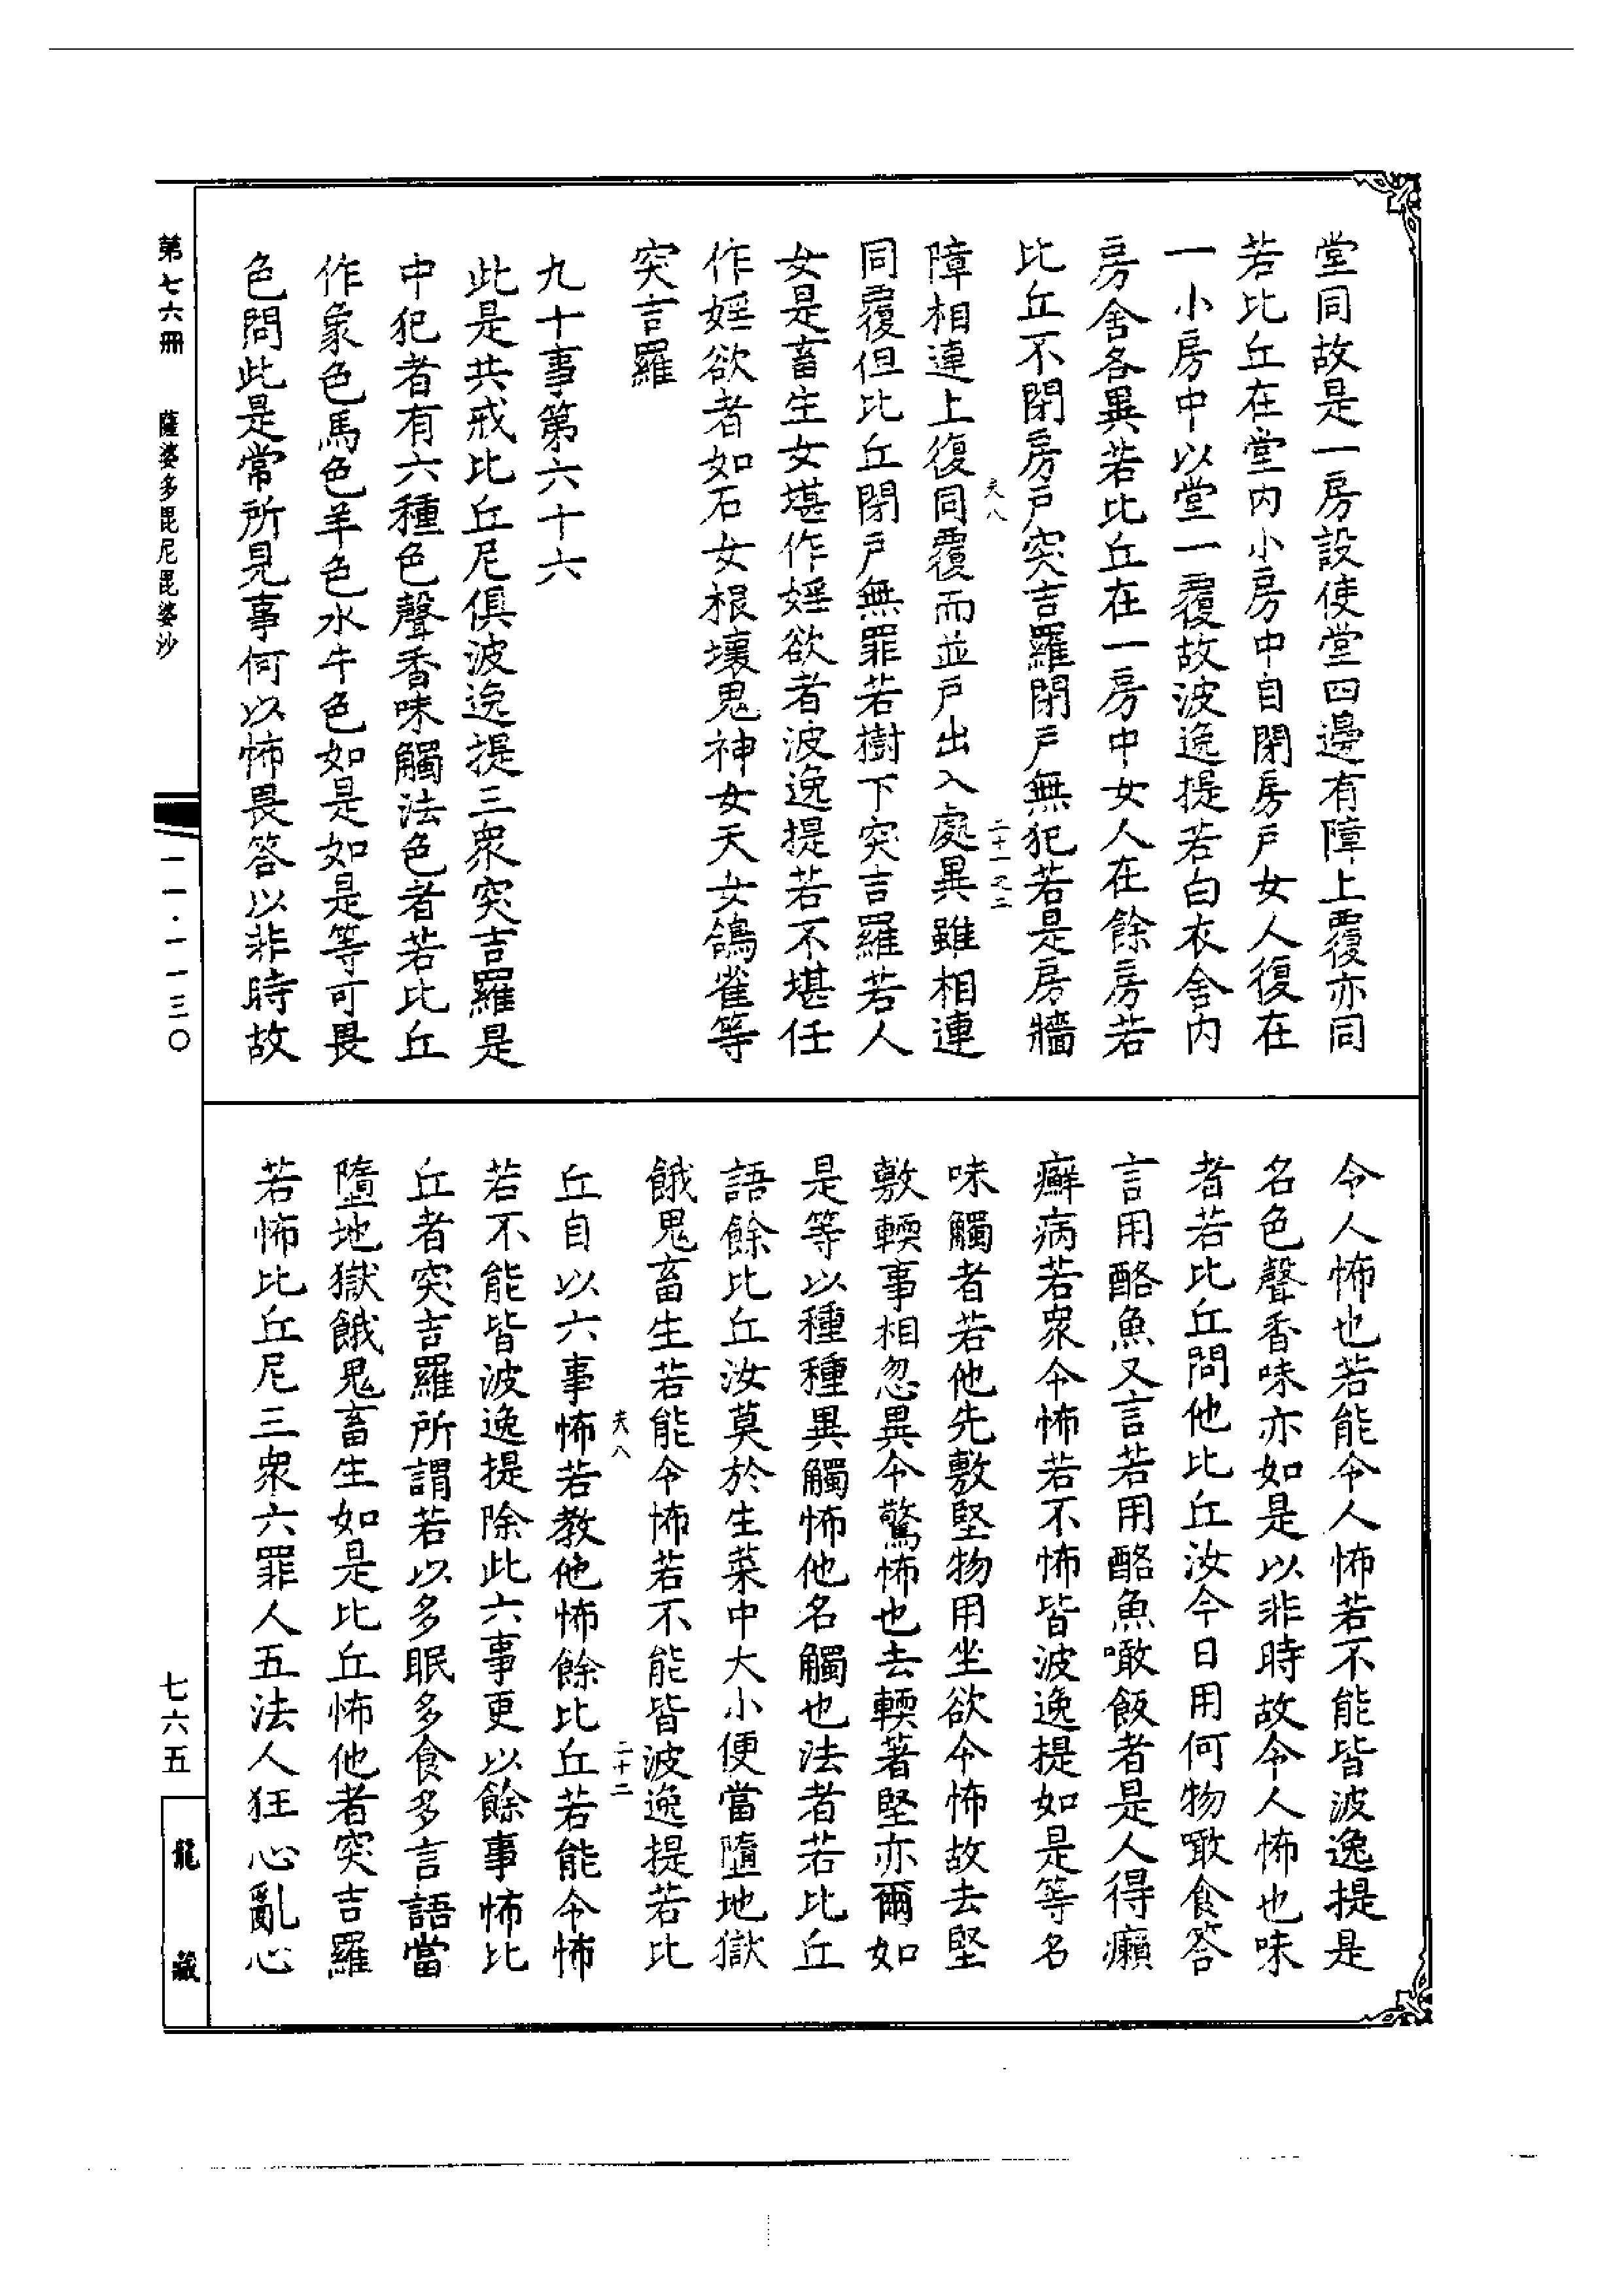 堂同故是一房設使堂四邊有障上覆亦同
若比丘在堂內小房中自閉房戶女人復在
一小房中以堂一覆故波逸提若白衣舍內
房舍各異若比丘在一房中女人在餘房若
比丘不閉房戶突吉羅閉戶無犯若是房牆
夾八
二十一之二
障相連上復同覆而並戶出入處異雖相連
同覆但比丘閉戶無罪若樹下突吉羅若人
女是畜生女堪作婬欲者波逸提若不堪任
作婬欲者如石女根壞鬼神女天女鴿雀等
突吉羅
九十事第六十六
此是共戒比丘尼俱波逸提三衆突吉羅是
中犯者有六種色聲香味觸法色者若比丘
作象色馬色羊色水牛色如是如是等可畏
色問此是常所見事何以怖畏答以非時故
令人怖也若能令人怖若不能皆波逸提是
名色聲香味亦如是以非時故令人怖也味
者若比丘問他比丘汝今日用何物噉食答
言用酪魚又言若用酪魚噉飯者是人得癩
癬病若衆令怖若不怖皆波逸提如是等名
味觸者若他先敷堅物用坐欲令怖故去堅
敷輭事相忽異令驚怖也去輭著堅亦爾如
是等以種種異觸怖他名觸也法者若比丘
語餘比丘汝莫於生菜中大小便當墮地獄
餓鬼畜生若能令怖若不能皆波逸提若比
夾八
二十二
丘自以六事怖若教他怖餘比丘若能令怖
若不能皆波逸提除此六事更以餘事怖比
丘者突吉羅所謂若以多眠多食多言語當
墮地獄餓鬼畜生如是比丘怖他者突吉羅
若怖比丘尼三衆六罪人五法人狂心亂心
第七六冊 薩婆多毘尼毘婆沙
一一·一一三〇
七六五
龍藏